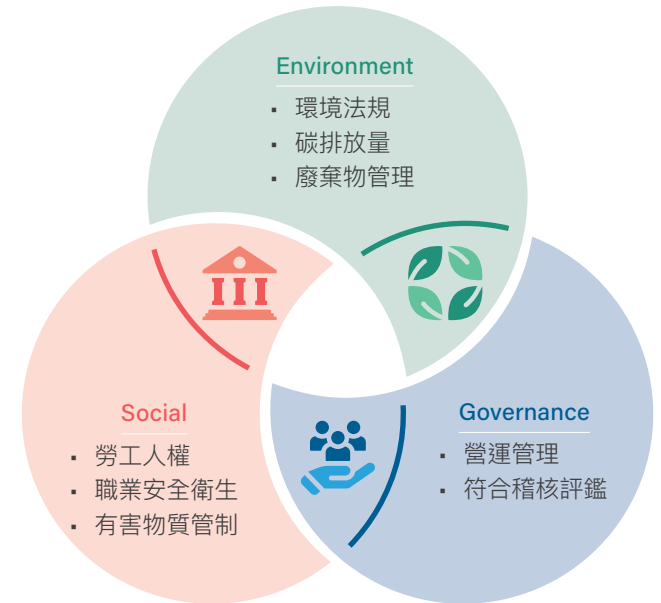 Environment
▪ 環境法規
▪ 碳排放量
▪ 廢棄物管理
Social
▪ 勞工人權
▪ 職業安全衛生
▪ 有害物質管制
Governance
▪ 營運管理
▪ 符合稽核評鑑